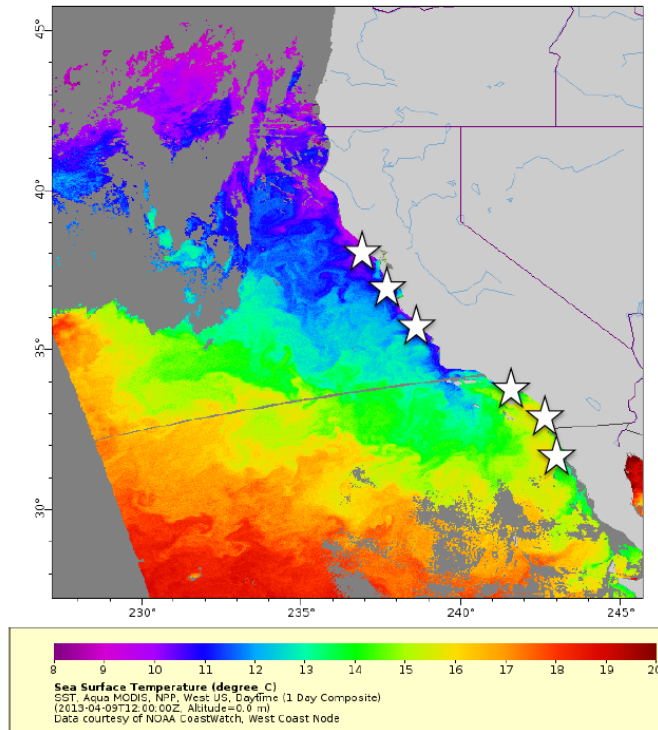 45°
40°
35°
30°
230° 235° 240° 245°
8 9 10 11 12 13 14 15 16 17 18 19 20
Sea Surface Temperature (degree_C)
SST, Aqua MODIS, NPP, West US, Daytime (1 Day Composite)
(2013-04-09T12:00:00Z, Altitude=0.0 m)
Data courtesy of NOAA CoastWatch, West Coast Node